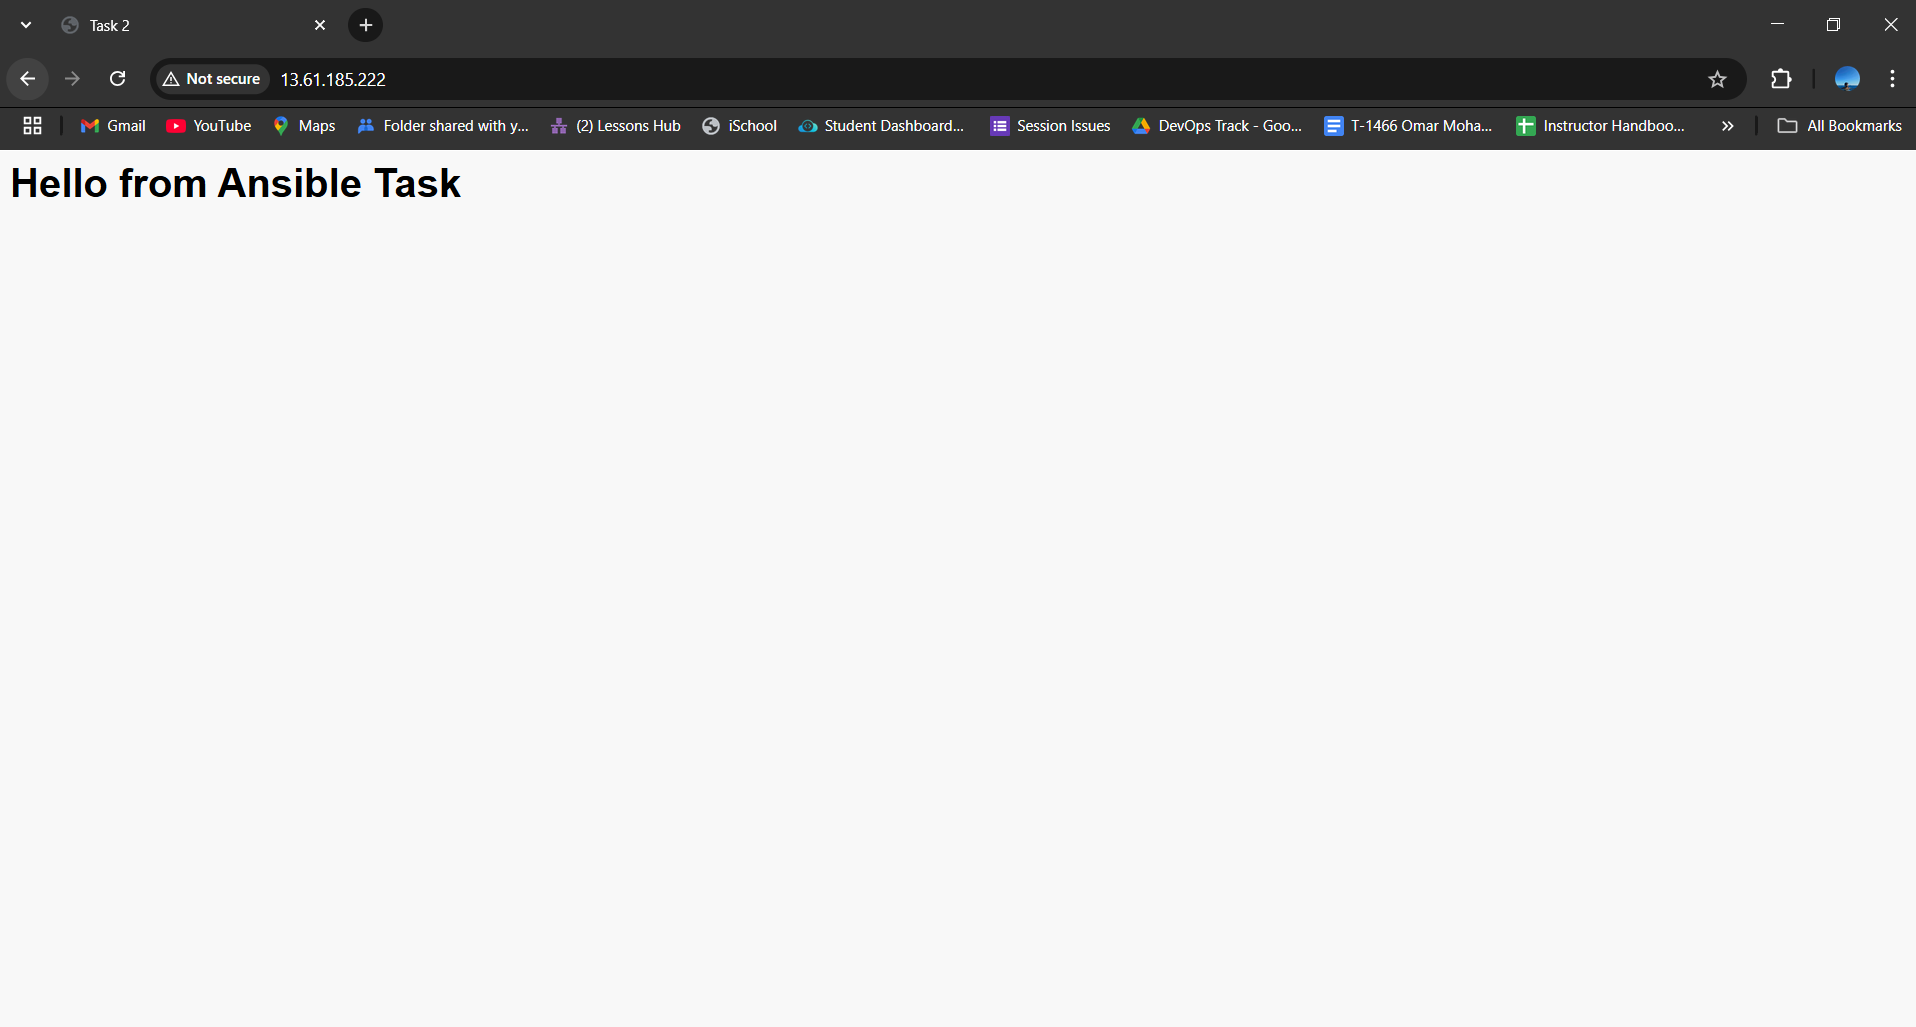 Task 2
Not secure 13.61.185.222
Gmail YouTube Maps Folder shared with y... (2) Lessons Hub iSchool Student Dashboard... Session Issues DevOps Track - Goo... T-1466 Omar Moha... Instructor Handboo... All Bookmarks
Hello from Ansible Task